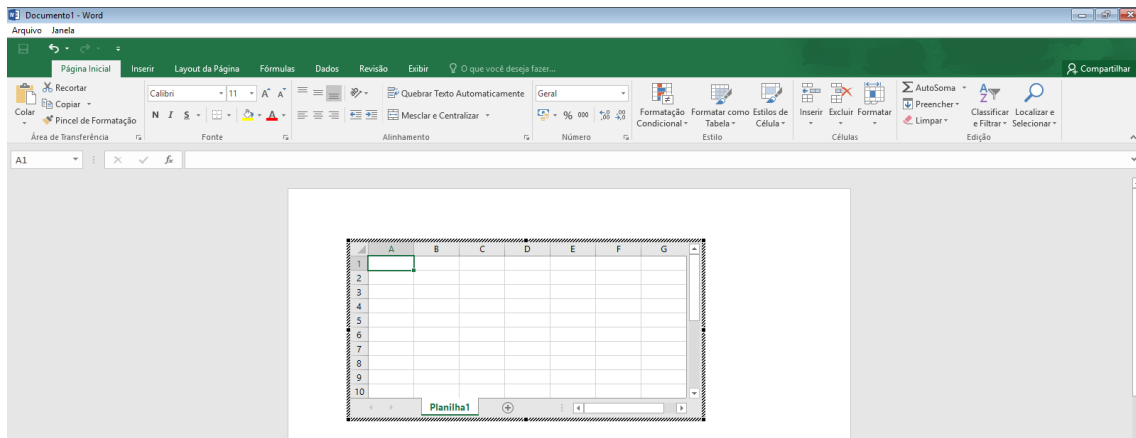 Documento1 - Word
Arquivo Janela
Página Inicial Inserir Layout da Página Fórmulas Dados Revisão Exibir O que você deseja fazer... Compartilhar
Colar
Recortar
Copiar
Pincel de Formatação
Área de Transferência
Calibri 11
N I S
Fonte
Quebrar Texto Automaticamente
Mesclar e Centralizar
Alinhamento
Geral
% 000
Número
Formatação Condicional
Formatar como Tabela
Estilos de Célula
Estilo
Inserir Excluir Formatar
Células
AutoSoma
Preencher
Limpar
Classificar e Filtrar
Localizar e Selecionar
Edição
A1 fx
A B C D E F G
1
2
3
4
5
6
7
8
9
10
Planilha1